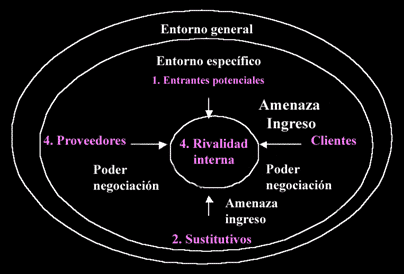 Entorno general
Entorno específico
1. Entrantes potenciales
Amenaza
Ingreso
4. Proveedores
4. Rivalidad
interna
Clientes
Poder
negociación
Poder
negociación
Amenaza
ingreso
2. Sustitutivos